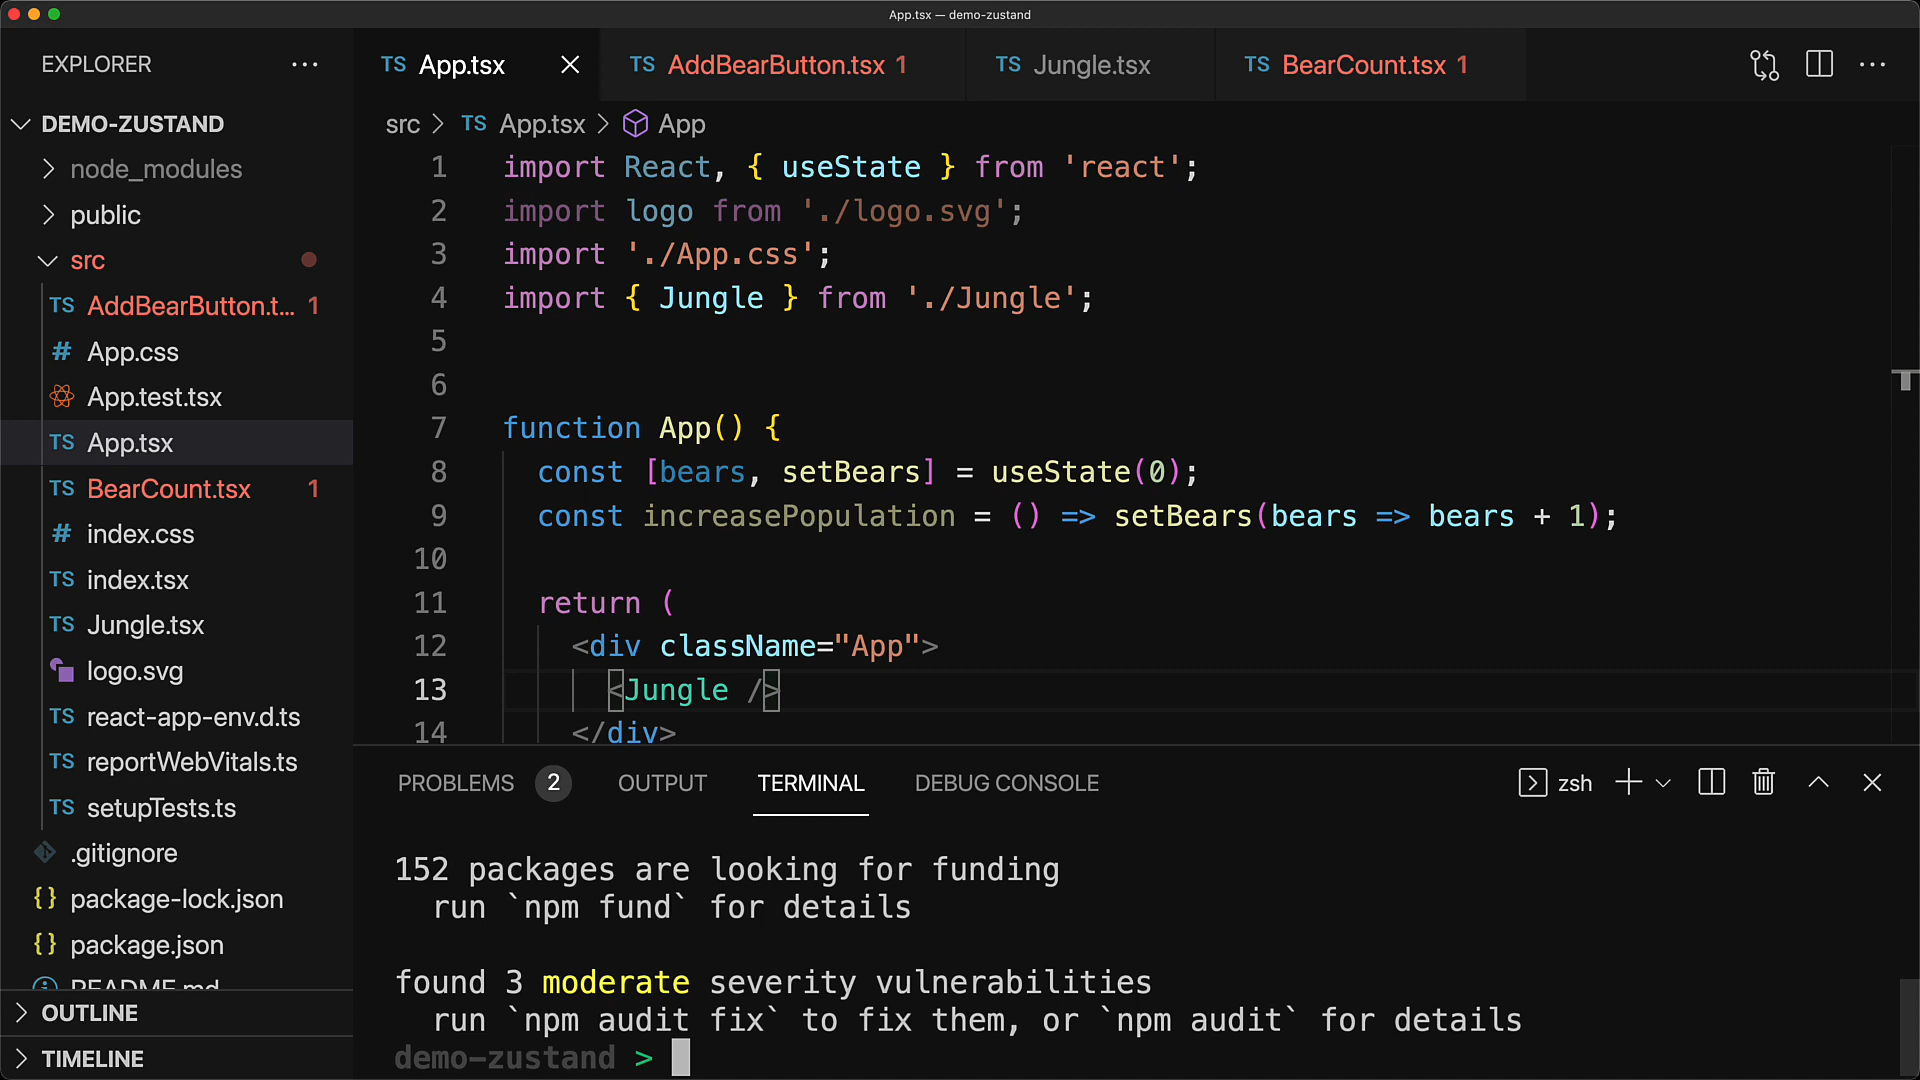 App.tsx — demo-zustand
EXPLORER
TS App.tsx
TS AddBearButton.tsx 1
TS Jungle.tsx
TS BearCount.tsx 1
DEMO-ZUSTAND
node_modules
public
src
TS AddBearButton.t... 1
# App.css
App.test.tsx
TS App.tsx
TS BearCount.tsx 1
# index.css
TS index.tsx
TS Jungle.tsx
logo.svg
TS react-app-env.d.ts
TS reportWebVitals.ts
TS setupTests.ts
.gitignore
{} package-lock.json
{} package.json
README.md
OUTLINE
TIMELINE
src > TS App.tsx > App
1 import React, { useState } from 'react';
2 import logo from './logo.svg';
3 import './App.css';
4 import { Jungle } from './Jungle';
5
6
7 function App() {
8 const [bears, setBears] = useState(0);
9 const increasePopulation = () => setBears(bears => bears + 1);
10
11 return (
12 <div className="App">
13 <Jungle />
14 </div>
PROBLEMS 2 OUTPUT TERMINAL DEBUG CONSOLE
zsh
152 packages are looking for funding
run `npm fund` for details
found 3 moderate severity vulnerabilities
run `npm audit fix` to fix them, or `npm audit` for details
demo-zustand >